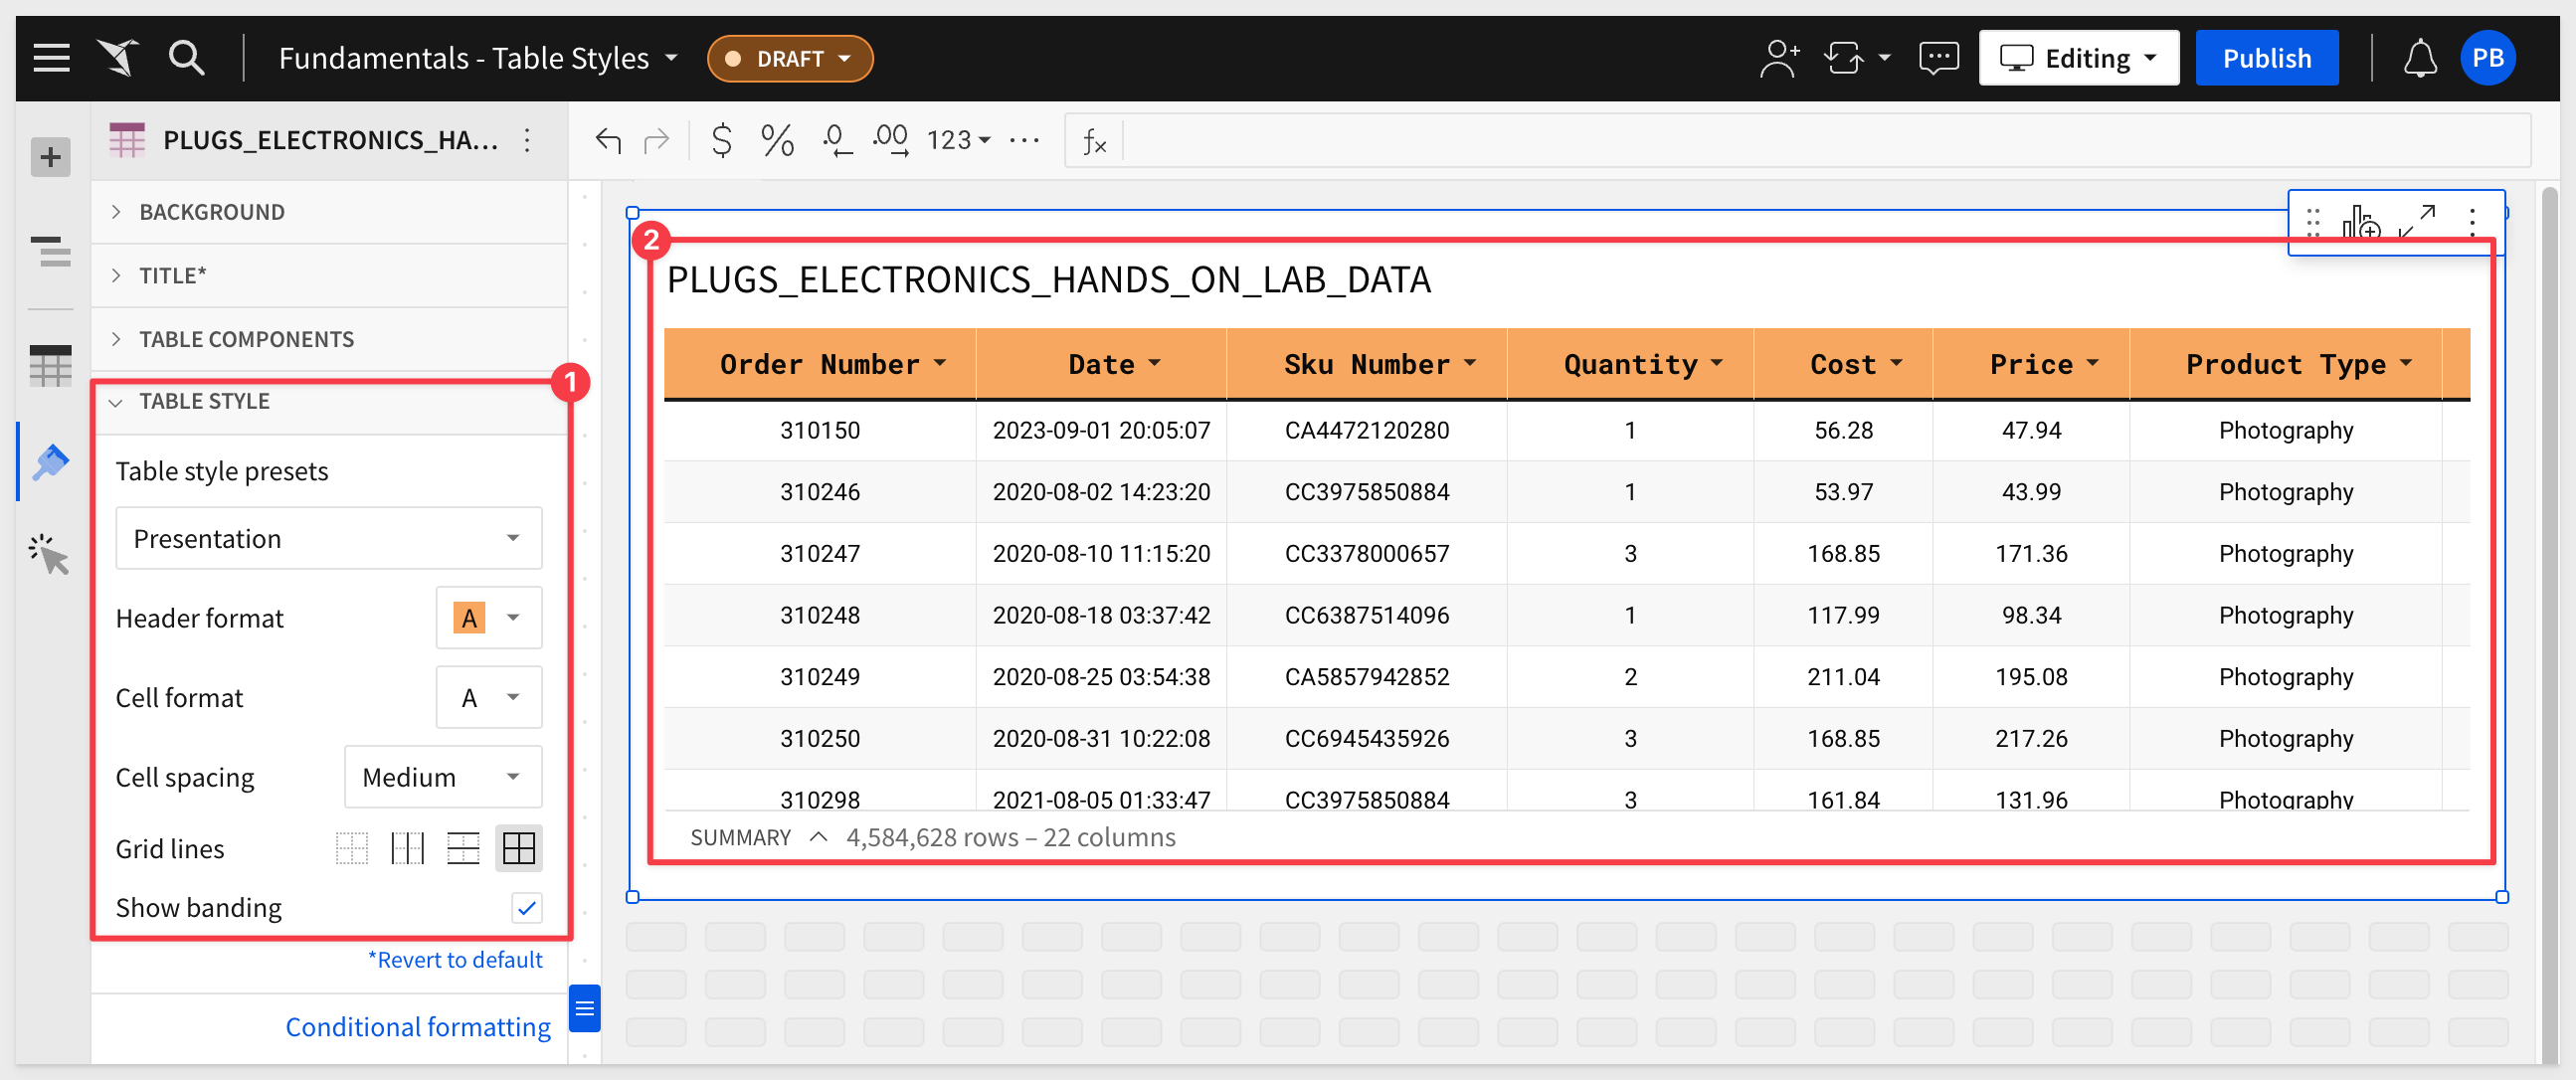 Fundamentals - Table Styles
DRAFT
Editing
Publish
PB
PLUGS_ELECTRONICS_HA...
$ % .0 .00 123 ...
fx
BACKGROUND
TITLE*
TABLE COMPONENTS
1
TABLE STYLE
Table style presets
Presentation
Header format A
Cell format A
Cell spacing Medium
Grid lines
Show banding
*Revert to default
Conditional formatting
2
PLUGS_ELECTRONICS_HANDS_ON_LAB_DATA
Order Number Date Sku Number Quantity Cost Price Product Type
310150 2023-09-01 20:05:07 CA4472120280 1 56.28 47.94 Photography
310246 2020-08-02 14:23:20 CC3975850884 1 53.97 43.99 Photography
310247 2020-08-10 11:15:20 CC3378000657 3 168.85 171.36 Photography
310248 2020-08-18 03:37:42 CC6387514096 1 117.99 98.34 Photography
310249 2020-08-25 03:54:38 CA5857942852 2 211.04 195.08 Photography
310250 2020-08-31 10:22:08 CC6945435926 3 168.85 217.26 Photography
310298 2021-08-05 01:33:47 CC3975850884 3 161.84 131.96 Photography
SUMMARY 4,584,628 rows – 22 columns